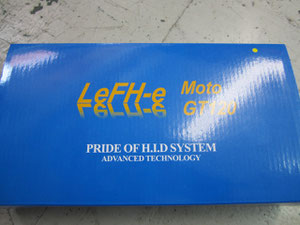 LeFH-e Moto
GT120
PRIDE OF H.I.D SYSTEM
ADVANCED TECHNOLOGY